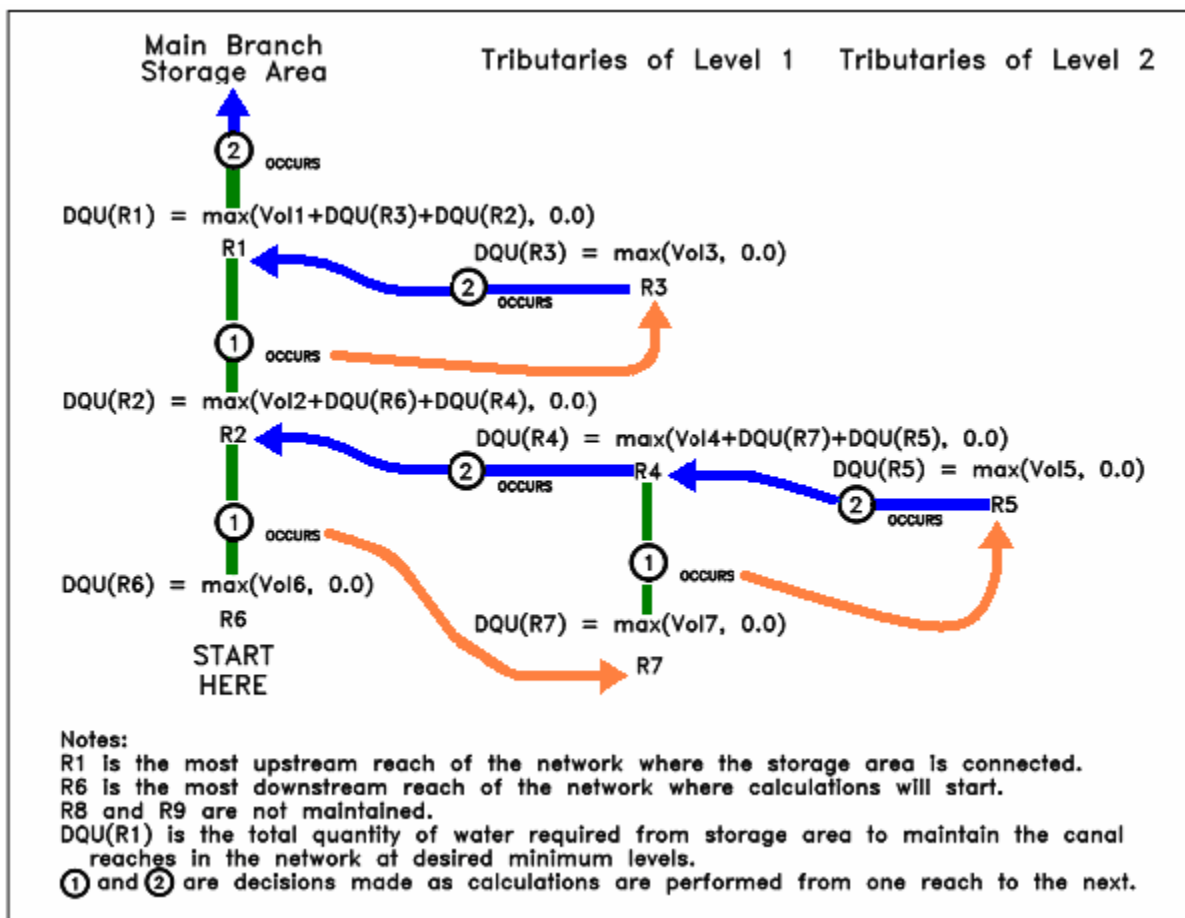 Main Branch
Storage Area
Tributaries of Level 1
Tributaries of Level 2
2 OCCURS
DQU(R1) = max(Vol1+DQU(R3)+DQU(R2), 0.0)
R1
DQU(R3) = max(Vol3, 0.0)
2 OCCURS
R3
1 OCCURS
DQU(R2) = max(Vol2+DQU(R6)+DQU(R4), 0.0)
R2
DQU(R4) = max(Vol4+DQU(R7)+DQU(R5), 0.0)
2 OCCURS
R4
DQU(R5) = max(Vol5, 0.0)
2 OCCURS
R5
1 OCCURS
1 OCCURS
DQU(R6) = max(Vol6, 0.0)
R6
START
HERE
DQU(R7) = max(Vol7, 0.0)
R7
Notes:
R1 is the most upstream reach of the network where the storage area is connected.
R6 is the most downstream reach of the network where calculations will start.
R8 and R9 are not maintained.
DQU(R1) is the total quantity of water required from storage area to maintain the canal
reaches in the network at desired minimum levels.
1 and 2 are decisions made as calculations are performed from one reach to the next.